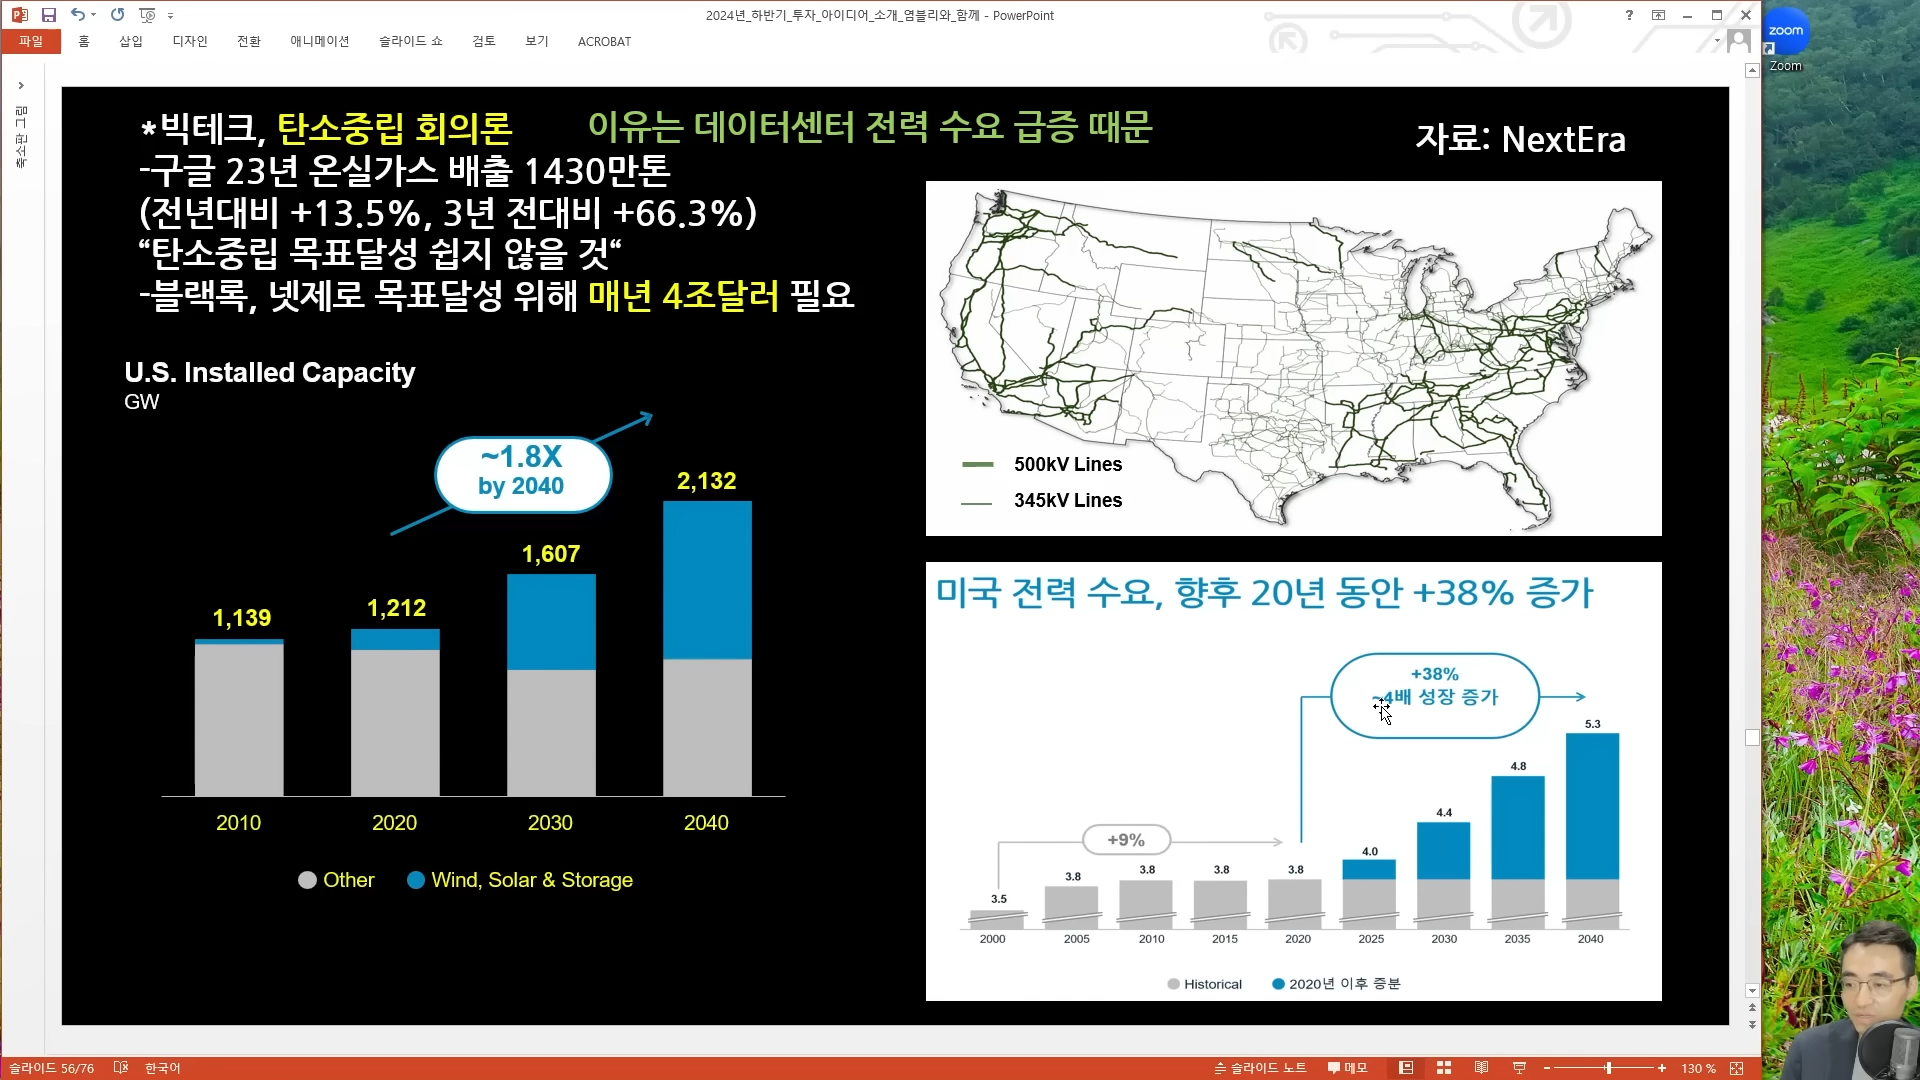 2024년_하반기_투자_아이디어_소개_염블리와_함께 - PowerPoint
파일 홈 삽입 디자인 전환 애니메이션 슬라이드 쇼 검토 보기 ACROBAT
zoom
Zoom
축소판 그림
*빅테크, 탄소중립 회의론 이유는 데이터센터 전력 수요 급증 때문
자료: NextEra
-구글 23년 온실가스 배출 1430만톤
(전년대비 +13.5%, 3년 전대비 +66.3%)
“탄소중립 목표달성 쉽지 않을 것“
-블랙록, 넷제로 목표달성 위해 매년 4조달러 필요
U.S. Installed Capacity
GW
~1.8X
by 2040
1,139
1,212
1,607
2,132
2010 2020 2030 2040
Other Wind, Solar & Storage
500kV Lines
345kV Lines
미국 전력 수요, 향후 20년 동안 +38% 증가
+38%
~4배 성장 증가
+9%
3.5 3.8 3.8 3.8 3.8 4.0 4.4 4.8 5.3
2000 2005 2010 2015 2020 2025 2030 2035 2040
Historical 2020년 이후 증분
슬라이드 56/76 한국어 슬라이드 노트 메모 130 %